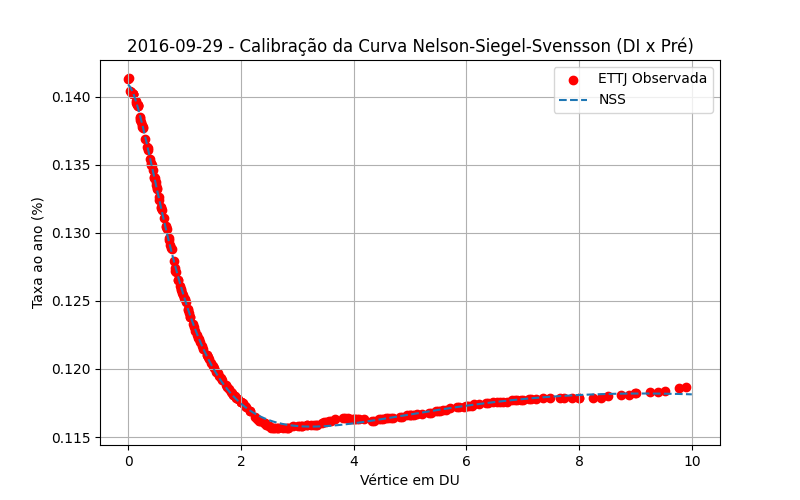 2016-09-29 - Calibração da Curva Nelson-Siegel-Svensson (DI x Pré)
ETTJ Observada
NSS
Taxa ao ano (%)
0.140
0.135
0.130
0.125
0.120
0.115
0 2 4 6 8 10
Vértice em DU